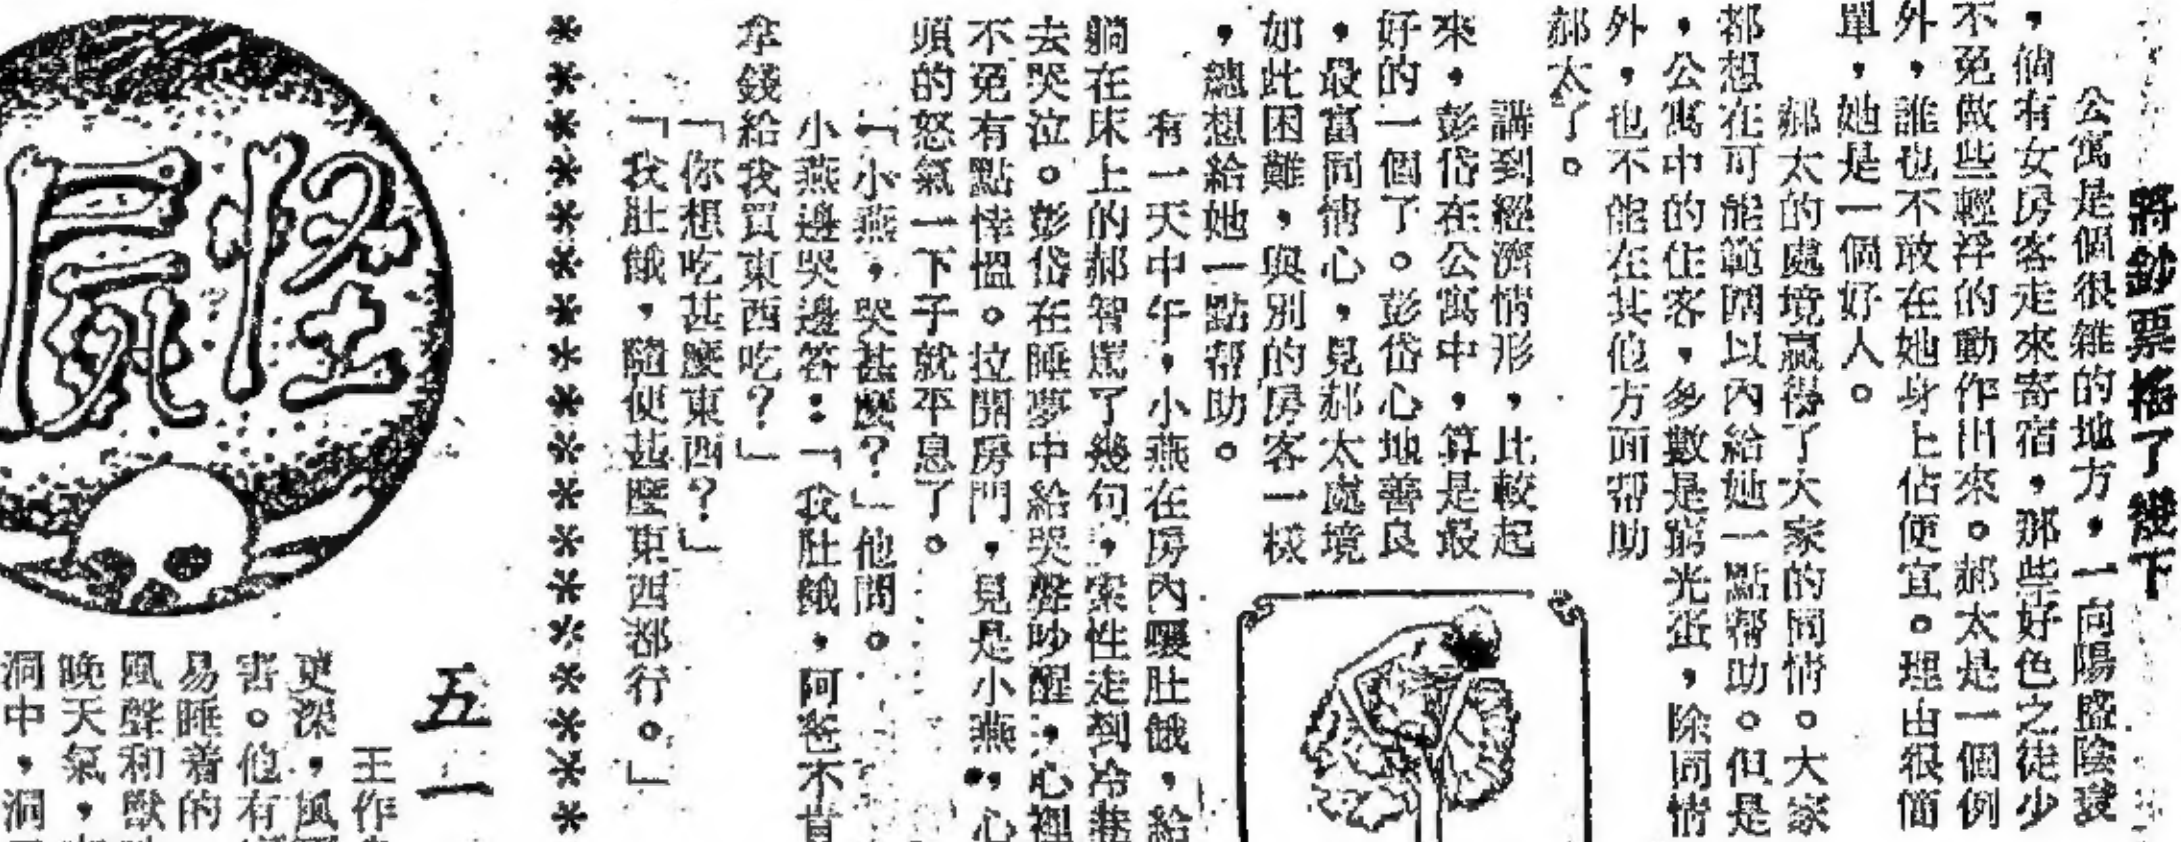 將鈔票搖了幾下
公寓是個很雜的地方，一向陽盛陰衰
，倘有女房客走來寄宿，那些好色之徒少
不免做些輕浮的動作出來。郝太是一個例
外，誰也不敢在她身上佔便宜。理由很簡
單，她是一個好人。
郝太的處境贏得了大家的同情。大家
都想在可能範圍以內給她一點幫助。但是
，公寓中的住客，多數是窮光蛋，除同情
外，也不能在其他方面幫助
郝太了。
講到經濟情形，比較起
來，彭岱在公寓中，算是最
好的一個了。彭岱心地善良
，最富同情心，見郝太處境
如此困難，與別的房客一樣
，總想給她一點幫助。
有一天中午，小燕在房內嚷肚餓，給
躺在床上的郝智罵了幾句，索性走到冷巷
去哭泣。彭岱在睡夢中給哭聲吵醒，心裡
不免有點悻慍。拉開房門，見是小燕，心
頭的怒氣一下子就平息了。
「小燕，哭甚麼？」他問。
小燕邊哭邊答：「我肚餓，阿爸不肯
拿錢給我買東西吃？」
「你想吃甚麼東西？」
「我肚餓，隨便甚麼東西都行。」
＊＊＊＊＊＊＊＊＊＊＊＊＊＊＊
怪屍
五一
王作
更深，風
害。他有
易睡着的
風聲和獸
晚天氣，
洞中，洞